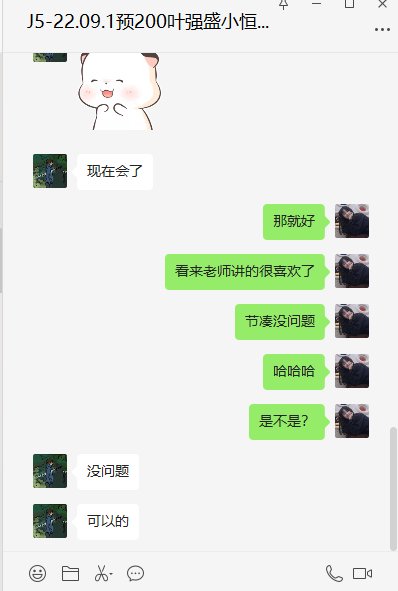 J5-22.09.1预200叶强盛小恒...
现在会了
那就好
看来老师讲的很喜欢了
节凑没问题
哈哈哈
是不是？
没问题
可以的